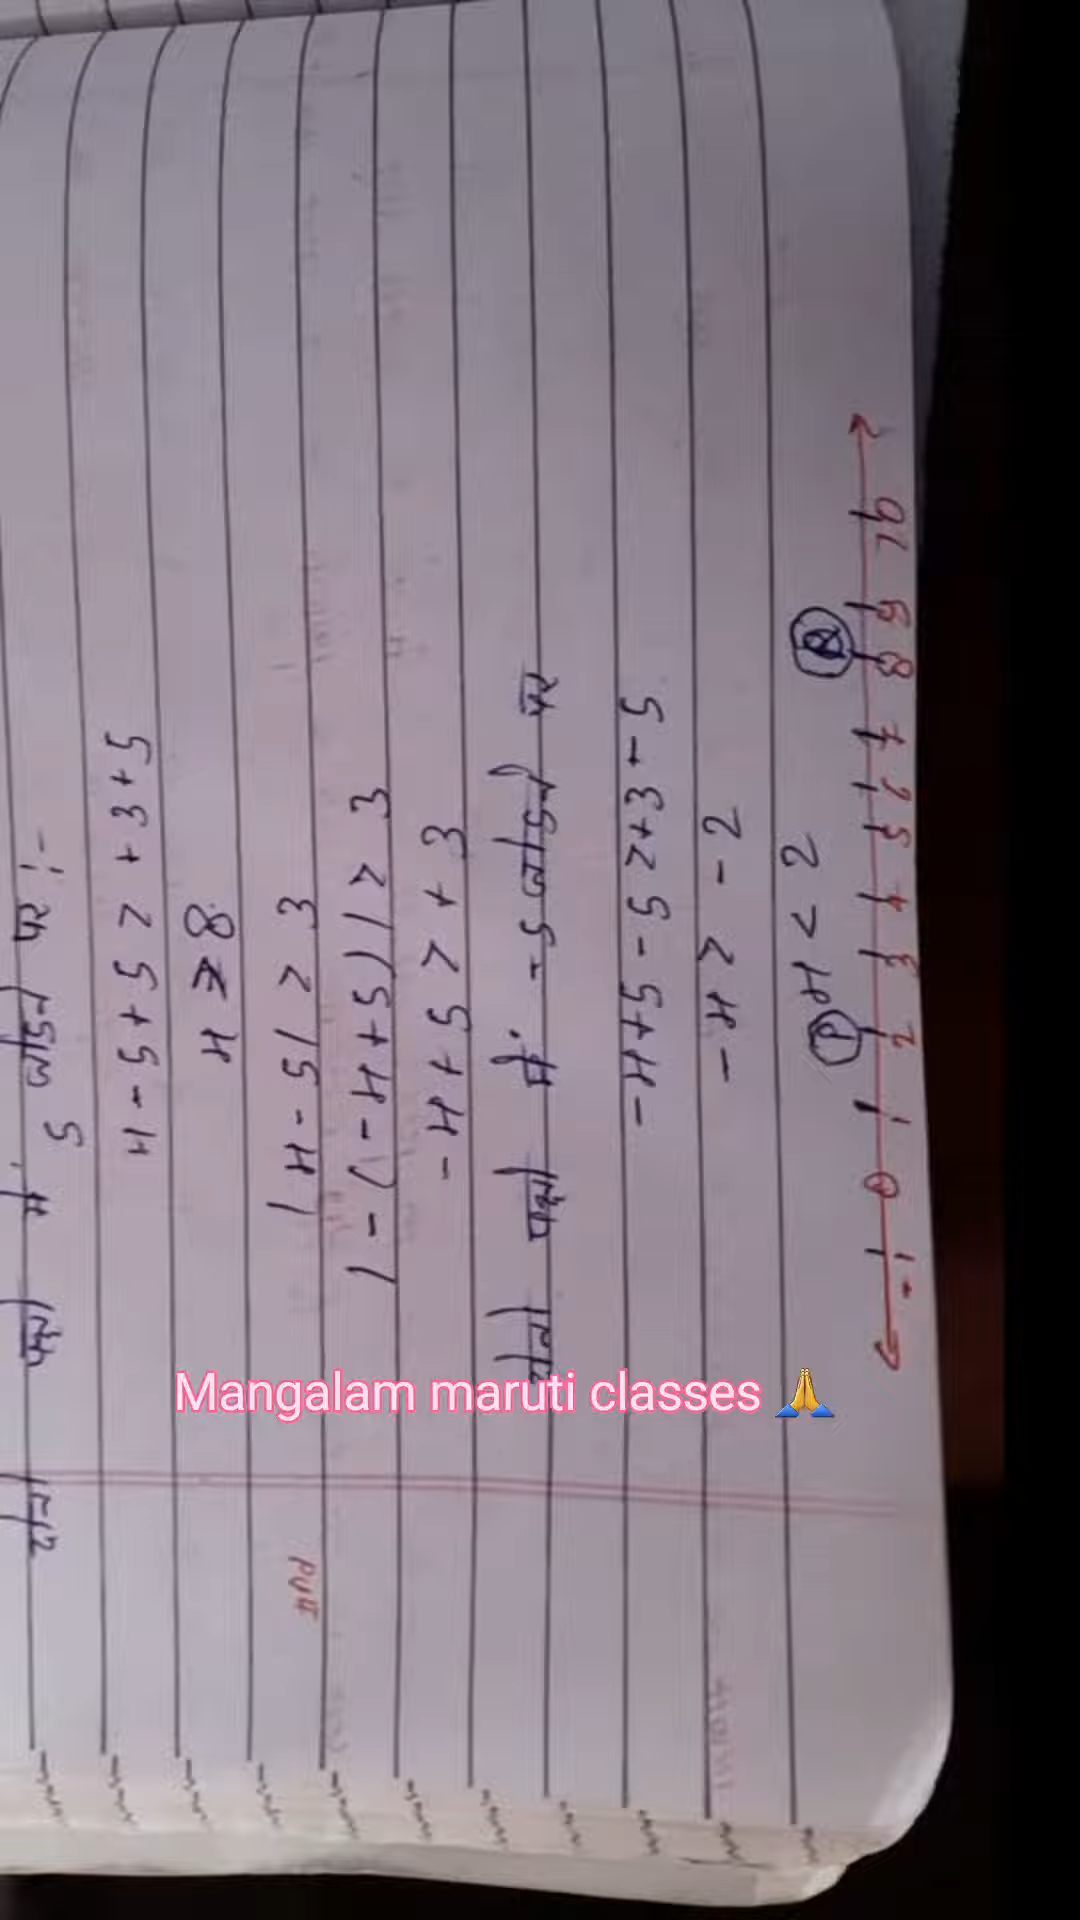 दोनो पक्षो में 5 जोडने पर :-
x - 5 + 5 ≥ + 3 + 5
x ≥ 8
| x - 5 | ≥ 3
| - ( - x + 5 ) | ≥ 3
- x + 5 ≥ + 3
दोनो पक्षो में - 5 जोडने पर
- x + 5 - 5 ≥ + 3 - 5
- x ≥ - 2
P x < 2
-1 0 1 2 3 4 5 6 7 8 9 10
Mangalam maruti classes 🙏